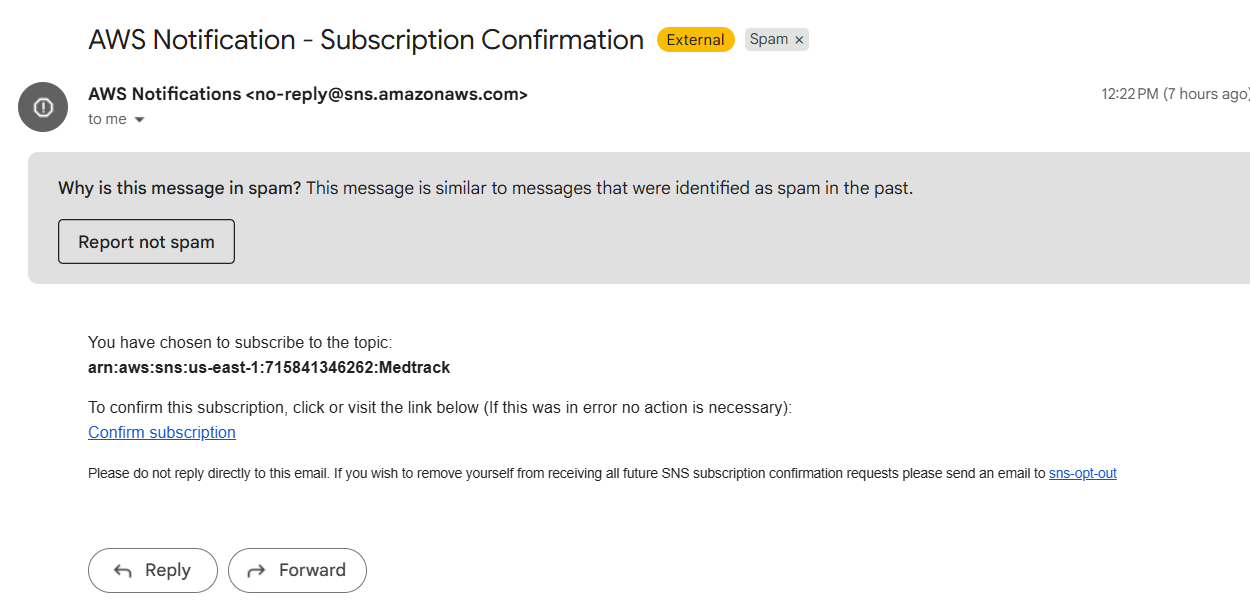 AWS Notification - Subscription Confirmation External Spam ×
AWS Notifications <no-reply@sns.amazonaws.com> 12:22 PM (7 hours ago)
to me
Why is this message in spam? This message is similar to messages that were identified as spam in the past.
Report not spam
You have chosen to subscribe to the topic:
arn:aws:sns:us-east-1:715841346262:Medtrack
To confirm this subscription, click or visit the link below (If this was in error no action is necessary):
Confirm subscription
Please do not reply directly to this email. If you wish to remove yourself from receiving all future SNS subscription confirmation requests please send an email to sns-opt-out
Reply Forward